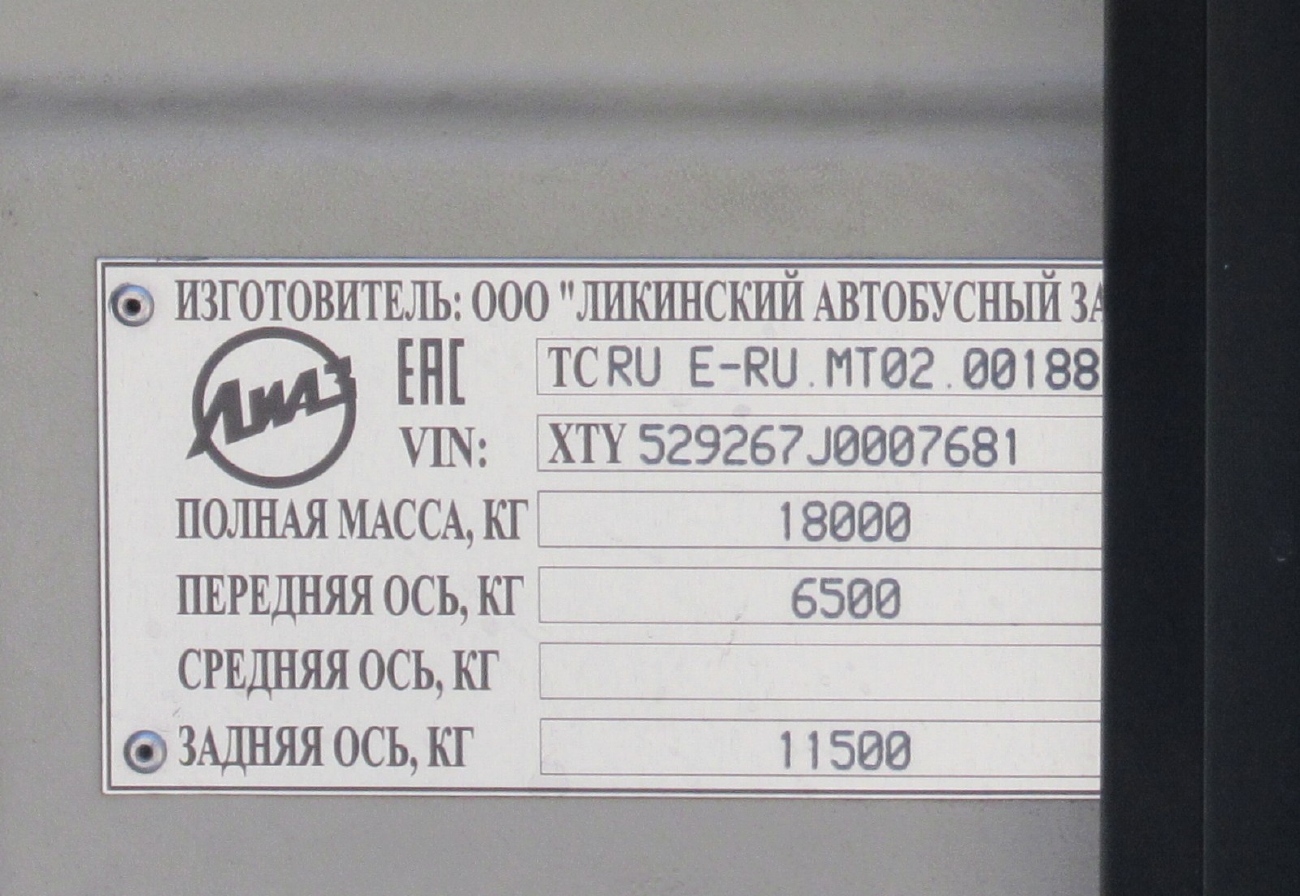 ИЗГОТОВИТЕЛЬ: ООО "ЛИКИНСКИЙ АВТОБУСНЫЙ
ЛиАЗ
EAC
TC RU E-RU.MT02.00188
VIN: XTY 529267J0007681
ПОЛНАЯ МАССА, КГ 18000
ПЕРЕДНЯЯ ОСЬ, КГ 6500
СРЕДНЯЯ ОСЬ, КГ
ЗАДНЯЯ ОСЬ, КГ 11500